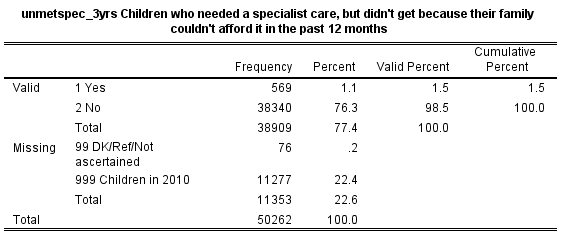 unmetspec_3yrs Children who needed a specialist care, but didn't get because their family
couldn't afford it in the past 12 months
Frequency Percent Valid Percent Cumulative Percent
Valid 1 Yes 569 1.1 1.5 1.5
2 No 38340 76.3 98.5 100.0
Total 38909 77.4 100.0
Missing 99 DK/Ref/Not ascertained 76 .2
999 Children in 2010 11277 22.4
Total 11353 22.6
Total 50262 100.0